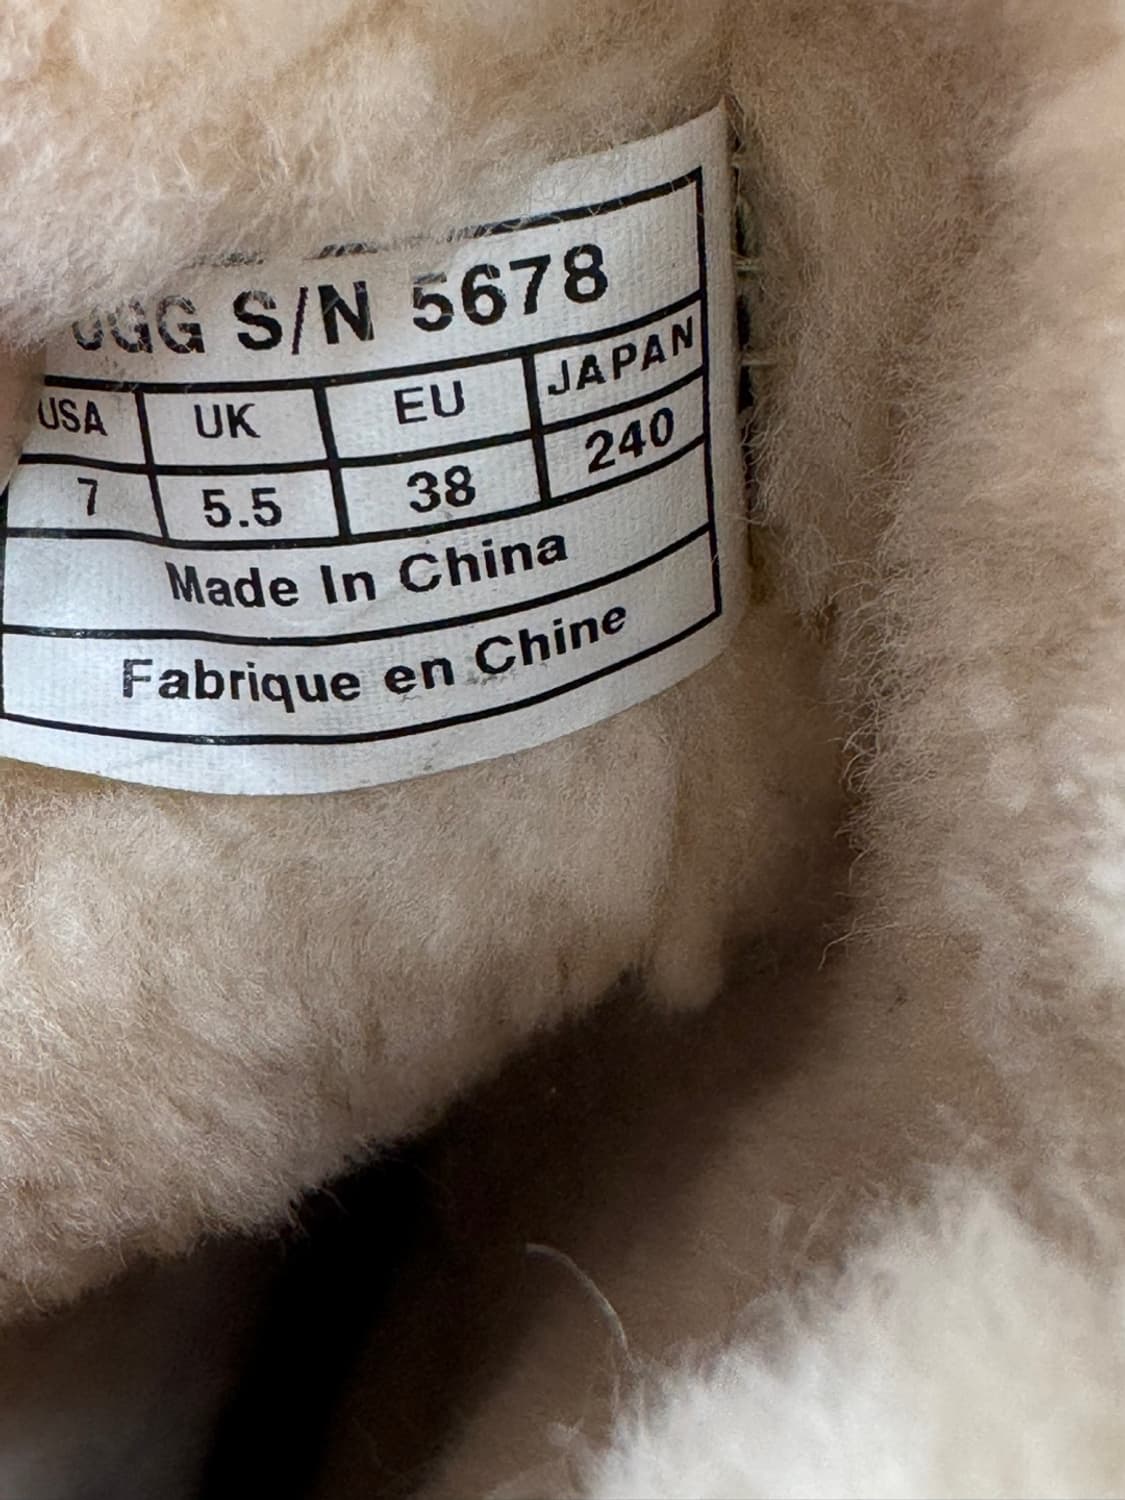 UGG S/N 5678
USA UK EU JAPAN
7 5.5 38 240
Made In China
Fabrique en Chine